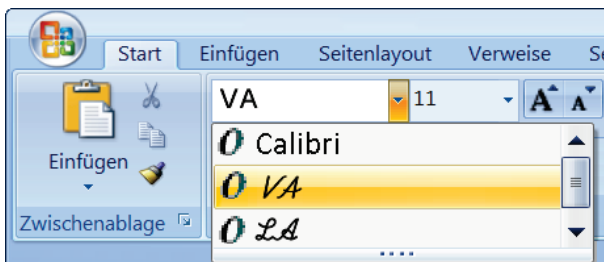 Start Einfügen Seitenlayout Verweise
VA 11 A A
Calibri
Einfügen
VA
Zwischenablage
LA